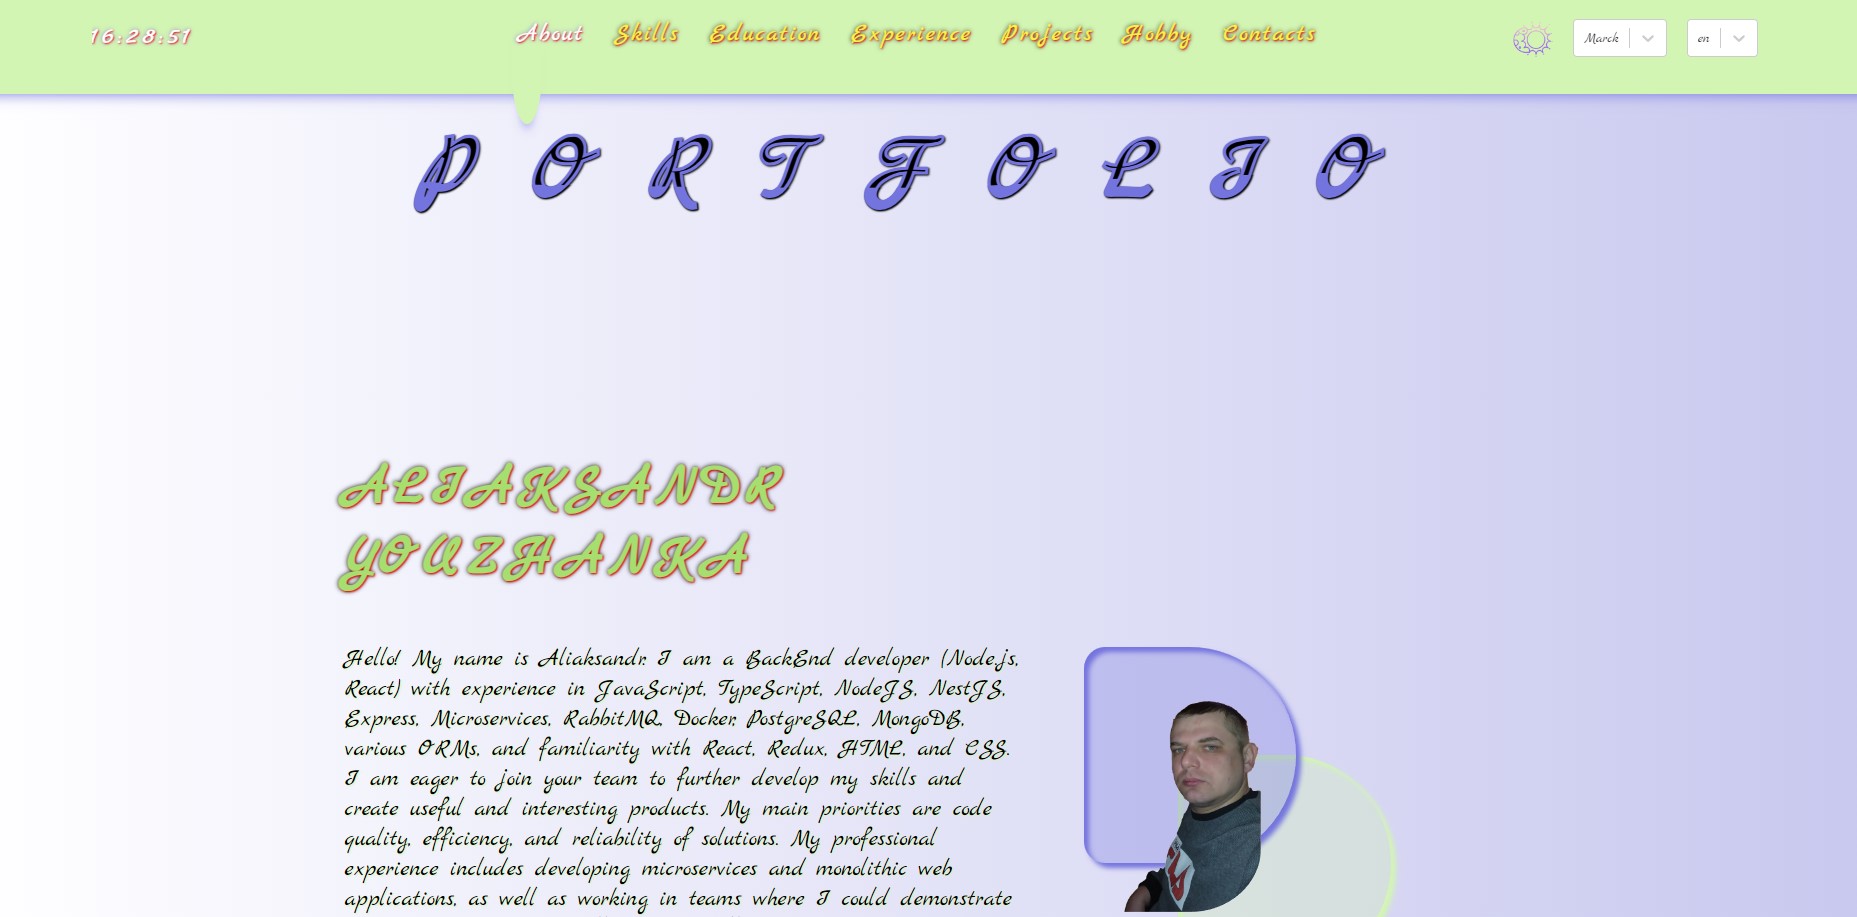 16:28:51
About Skills Education Experience Projects Hobby Contacts
Marck
en
PORTFOLIO
ALIAKSANDR
YOUZHANKA
Hello! My name is Aliaksandr. I am a BackEnd developer (Node.js,
React) with experience in JavaScript, TypeScript, NodeJS, NestJS,
Express, Microservices, RabbitMQ, Docker, PostgreSQL, MongoDB,
various ORMs, and familiarity with React, Redux, HTML, and CSS.
I am eager to join your team to further develop my skills and
create useful and interesting products. My main priorities are code
quality, efficiency, and reliability of solutions. My professional
experience includes developing microservices and monolithic web
applications, as well as working in teams where I could demonstrate